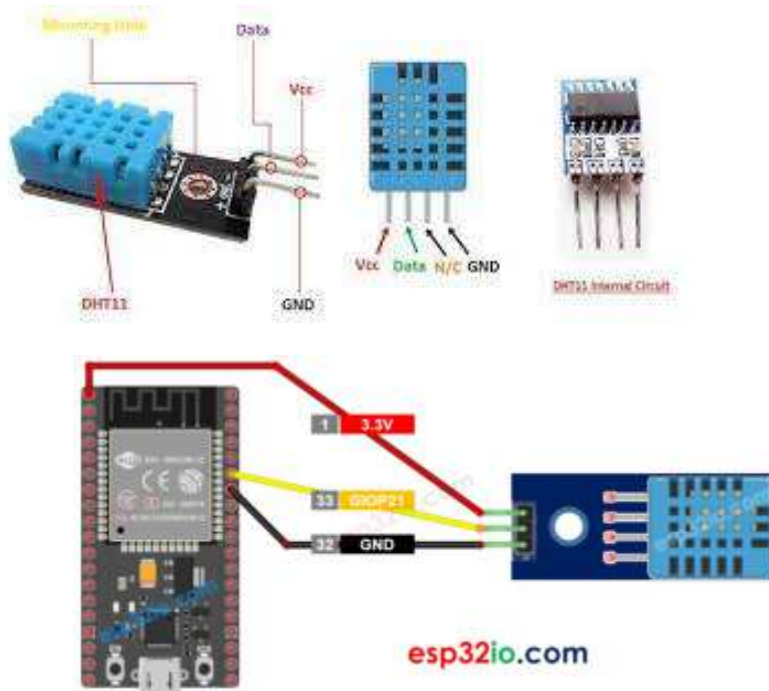 Mounting Hole
Data
Vcc
DHT11
GND
Vcc Data N/C GND
DHT11 Internal Circuit
1 3.3V
33 GIOP21
32 GND
esp32io.com